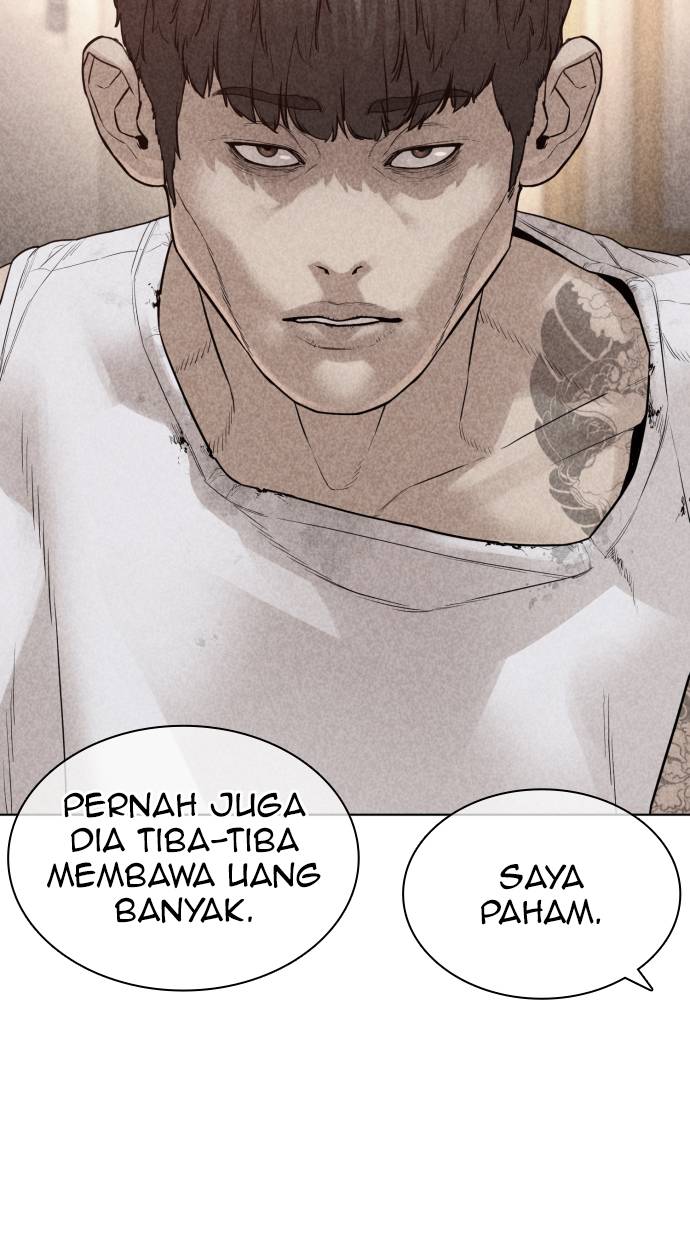 PERNAH JUGA
DIA TIBA-TIBA
MEMBAWA UANG
BANYAK.
SAYA
PAHAM.